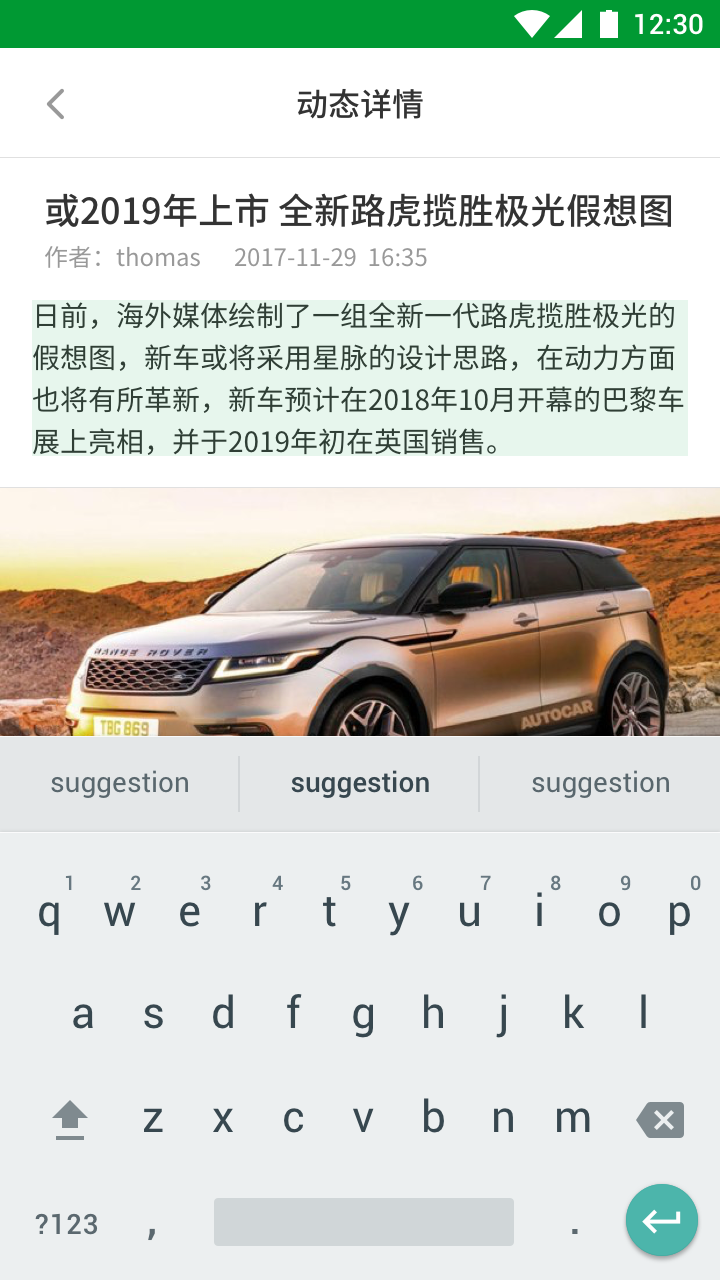 12:30
动态详情
或2019年上市 全新路虎揽胜极光假想图
作者：thomas 2017-11-29 16:35
日前，海外媒体绘制了一组全新一代路虎揽胜极光的
假想图，新车或将采用星脉的设计思路，在动力方面
也将有所革新，新车预计在2018年10月开幕的巴黎车
展上亮相，并于2019年初在英国销售。
RANGE ROVER
TBG 869
AUTOCAR
suggestion suggestion suggestion
1 2 3 4 5 6 7 8 9 0
q w e r t y u i o p
a s d f g h j k l
z x c v b n m
?123 , .